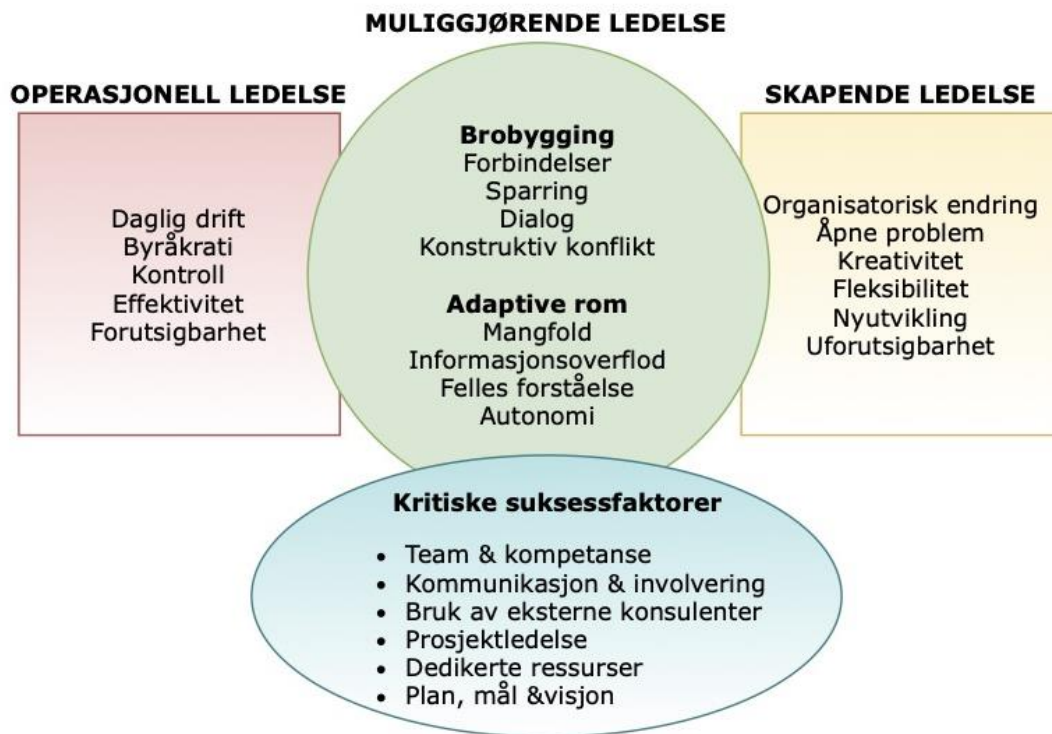 MULIGGJØRENDE LEDELSE
OPERASJONELL LEDELSE
SKAPENDE LEDELSE
Daglig drift
Byråkrati
Kontroll
Effektivitet
Forutsigbarhet
Brobygging
Forbindelser
Sparring
Dialog
Konstruktiv konflikt
Adaptive rom
Mangfold
Informasjonsoverflod
Felles forståelse
Autonomi
Organisatorisk endring
Åpne problem
Kreativitet
Fleksibilitet
Nyutvikling
Uforutsigbarhet
Kritiske suksessfaktorer
• Team & kompetanse
• Kommunikasjon & involvering
• Bruk av eksterne konsulenter
• Prosjektledelse
• Dedikerte ressurser
• Plan, mål &visjon